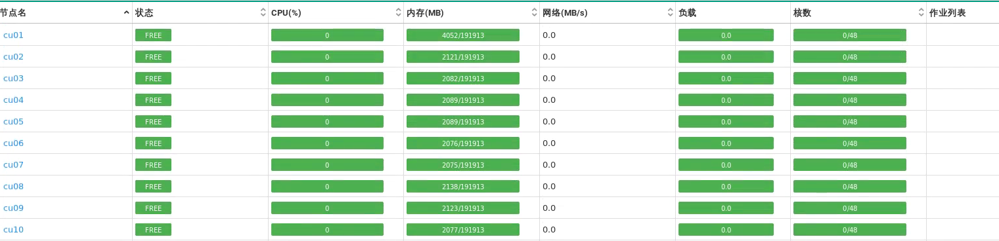 节点名 状态 CPU(%) 内存(MB) 网络(MB/s) 负载 核数 作业列表
cu01 FREE 0 4052/191913 0.0 0.0 0/48
cu02 FREE 0 2121/191913 0.0 0.0 0/48
cu03 FREE 0 2082/191913 0.0 0.0 0/48
cu04 FREE 0 2089/191913 0.0 0.0 0/48
cu05 FREE 0 2089/191913 0.0 0.0 0/48
cu06 FREE 0 2076/191913 0.0 0.0 0/48
cu07 FREE 0 2075/191913 0.0 0.0 0/48
cu08 FREE 0 2138/191913 0.0 0.0 0/48
cu09 FREE 0 2123/191913 0.0 0.0 0/48
cu10 FREE 0 2077/191913 0.0 0.0 0/48